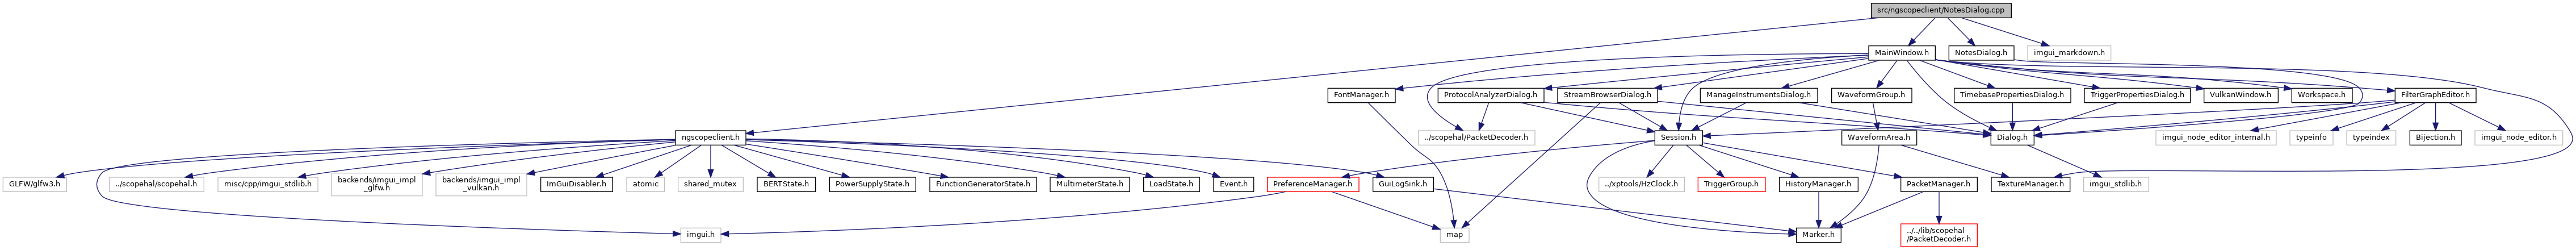 src/ngscopeclient/NotesDialog.cpp
MainWindow.h
NotesDialog.h
imgui_markdown.h
FontManager.h
ProtocolAnalyzerDialog.h
StreamBrowserDialog.h
ManageInstrumentsDialog.h
WaveformGroup.h
TimebasePropertiesDialog.h
TriggerPropertiesDialog.h
VulkanWindow.h
Workspace.h
FilterGraphEditor.h
ngscopeclient.h
../scopehal/PacketDecoder.h
Session.h
WaveformArea.h
Dialog.h
imgui_node_editor_internal.h
typeinfo
typeindex
Bijection.h
imgui_node_editor.h
GLFW/glfw3.h
../scopehal/scopehal.h
misc/cpp/imgui_stdlib.h
backends/imgui_impl
_glfw.h
backends/imgui_impl
_vulkan.h
ImGuiDisabler.h
atomic
shared_mutex
BERTState.h
PowerSupplyState.h
FunctionGeneratorState.h
MultimeterState.h
LoadState.h
Event.h
PreferenceManager.h
GuiLogSink.h
../xptools/HzClock.h
TriggerGroup.h
HistoryManager.h
PacketManager.h
TextureManager.h
imgui_stdlib.h
imgui.h
map
Marker.h
../../lib/scopehal
/PacketDecoder.h